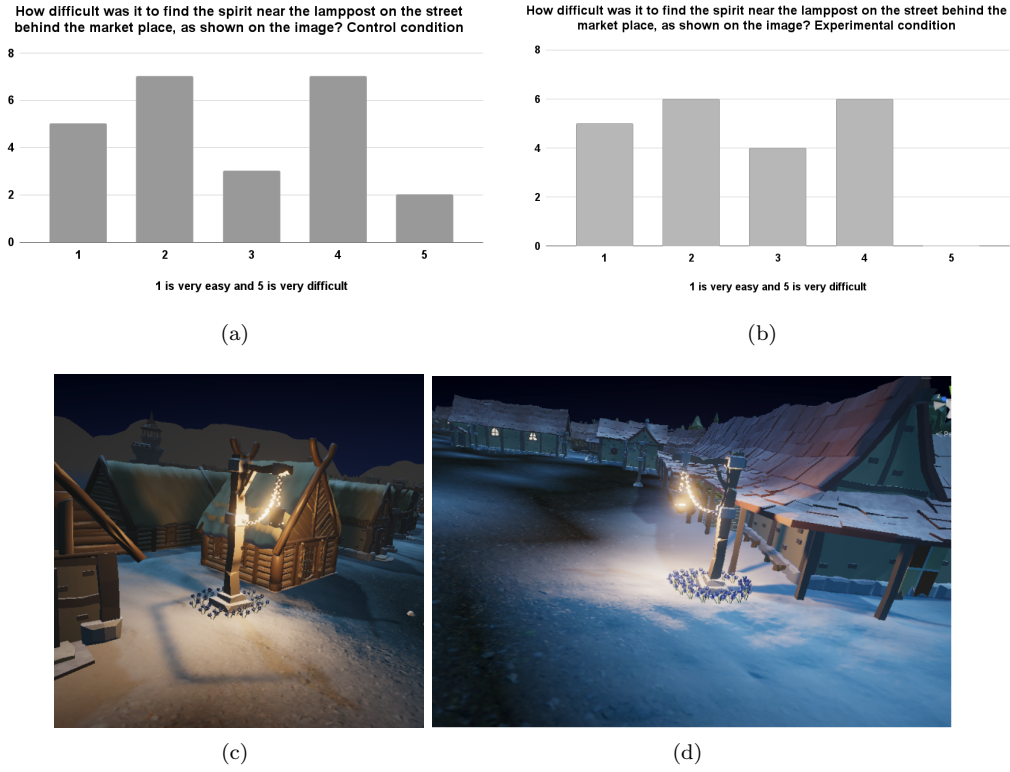 How difficult was it to find the spirit near the lamppost on the street
behind the market place, as shown on the image? Control condition
8
6
4
2
0
1 2 3 4 5
1 is very easy and 5 is very difficult
(a)
How difficult was it to find the spirit near the lamppost on the street behind the
market place, as shown on the image? Experimental condition
8
6
4
2
0
1 2 3 4 5
1 is very easy and 5 is very difficult
(b)
(c)
(d)